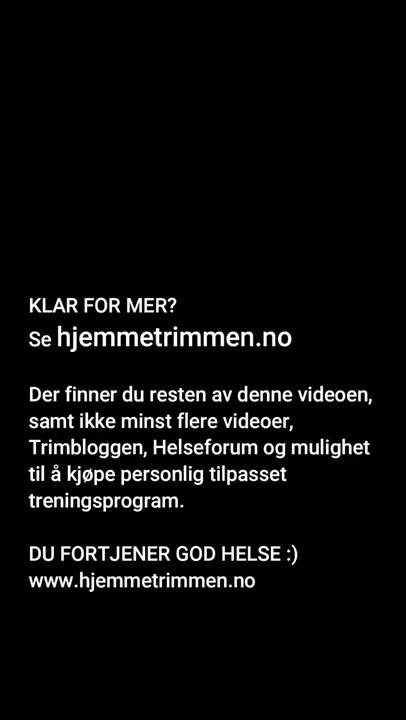 KLAR FOR MER?
Se hjemmetrimmen.no
Der finner du resten av denne videoen,
samt ikke minst flere videoer,
Trimbloggen, Helseforum og mulighet
til å kjøpe personlig tilpasset
treningsprogram.
DU FORTJENER GOD HELSE :)
www.hjemmetrimmen.no